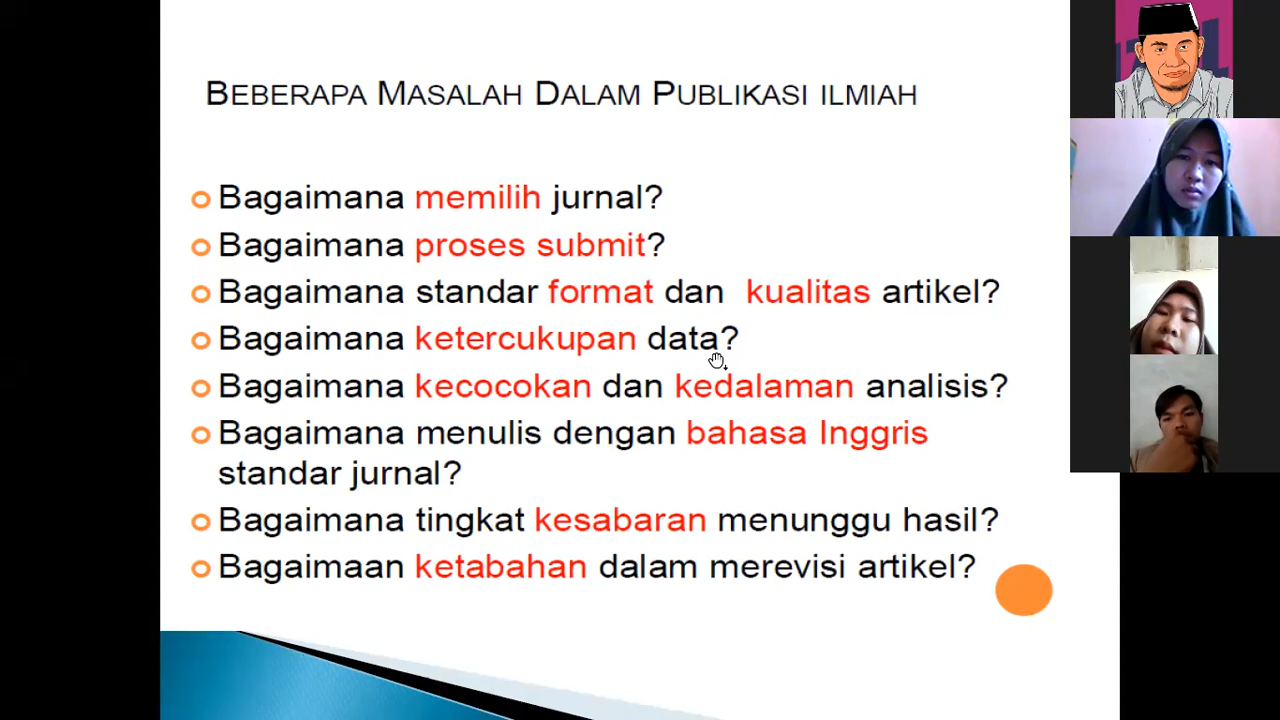 BEBERAPA MASALAH DALAM PUBLIKASI ILMIAH
Bagaimana memilih jurnal?
Bagaimana proses submit?
Bagaimana standar format dan kualitas artikel?
Bagaimana ketercukupan data?
Bagaimana kecocokan dan kedalaman analisis?
Bagaimana menulis dengan bahasa Inggris
standar jurnal?
Bagaimana tingkat kesabaran menunggu hasil?
Bagaimaan ketabahan dalam merevisi artikel?